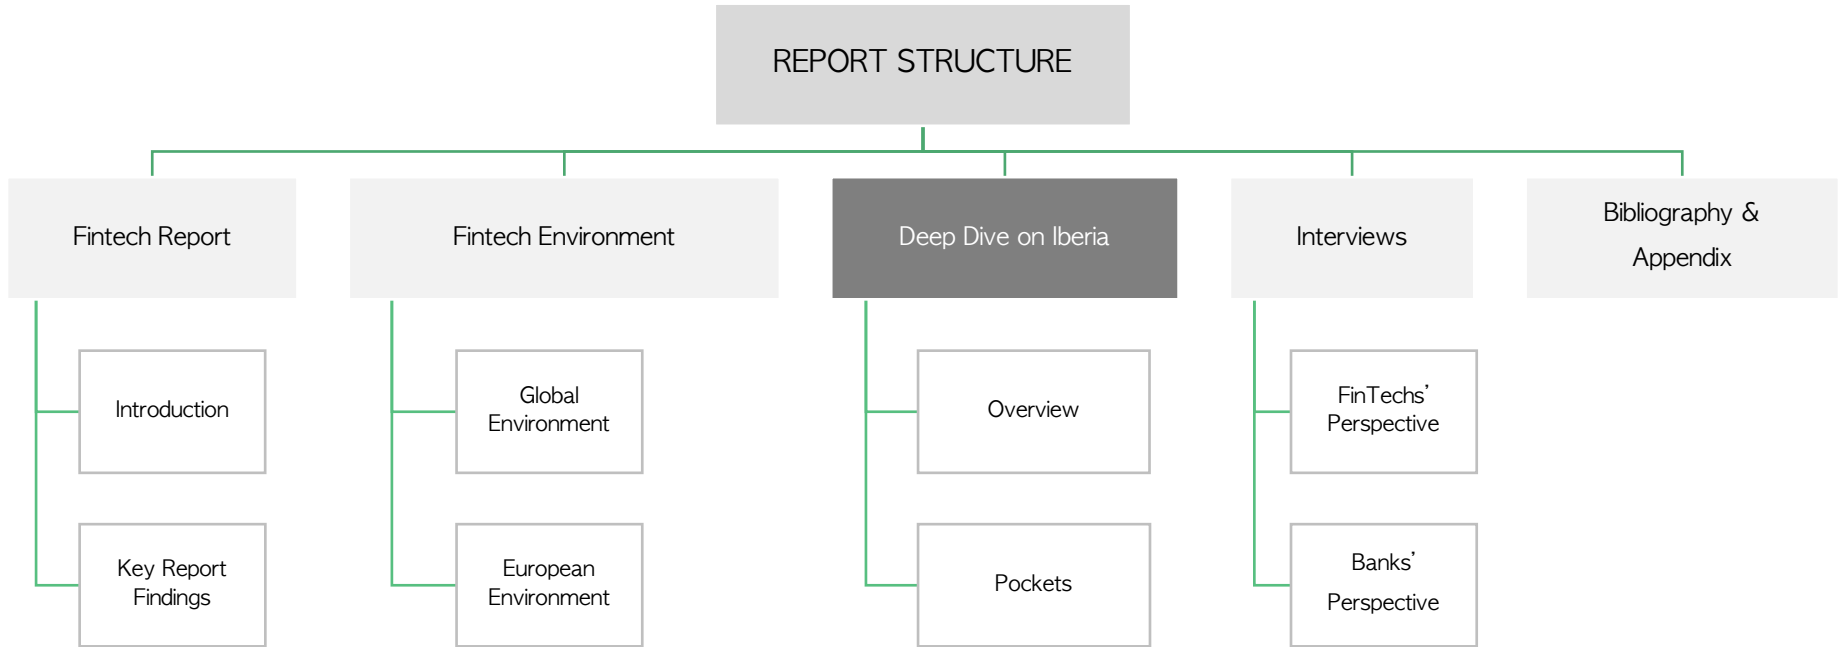 REPORT STRUCTURE
Fintech Report
Fintech Environment
Deep Dive on Iberia
Interviews
Bibliography &
Appendix
Introduction
Global
Environment
Overview
FinTechs’
Perspective
Key Report
Findings
European
Environment
Pockets
Banks’
Perspective